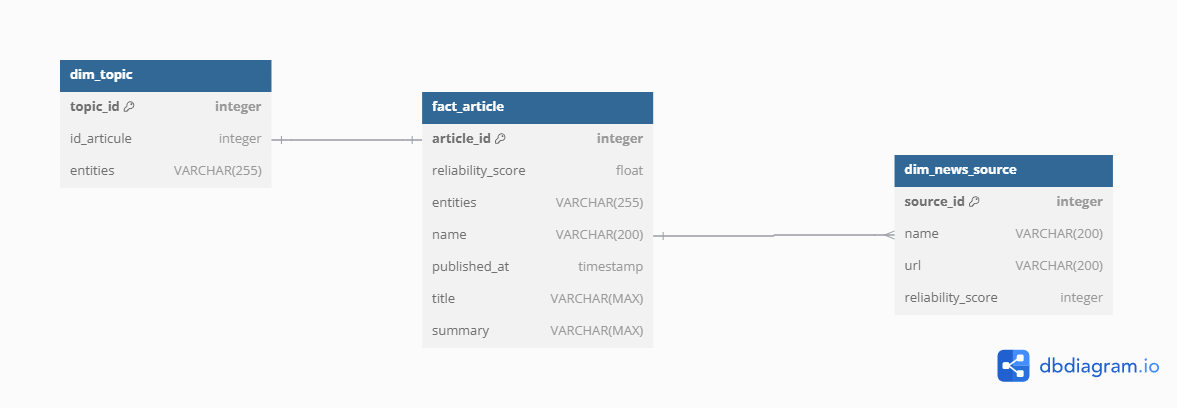 dim_topic
topic_id integer
id_articule integer
entities VARCHAR(255)
fact_article
article_id integer
reliability_score float
entities VARCHAR(255)
name VARCHAR(200)
published_at timestamp
title VARCHAR(MAX)
summary VARCHAR(MAX)
dim_news_source
source_id integer
name VARCHAR(200)
url VARCHAR(200)
reliability_score integer
dbdiagram.io